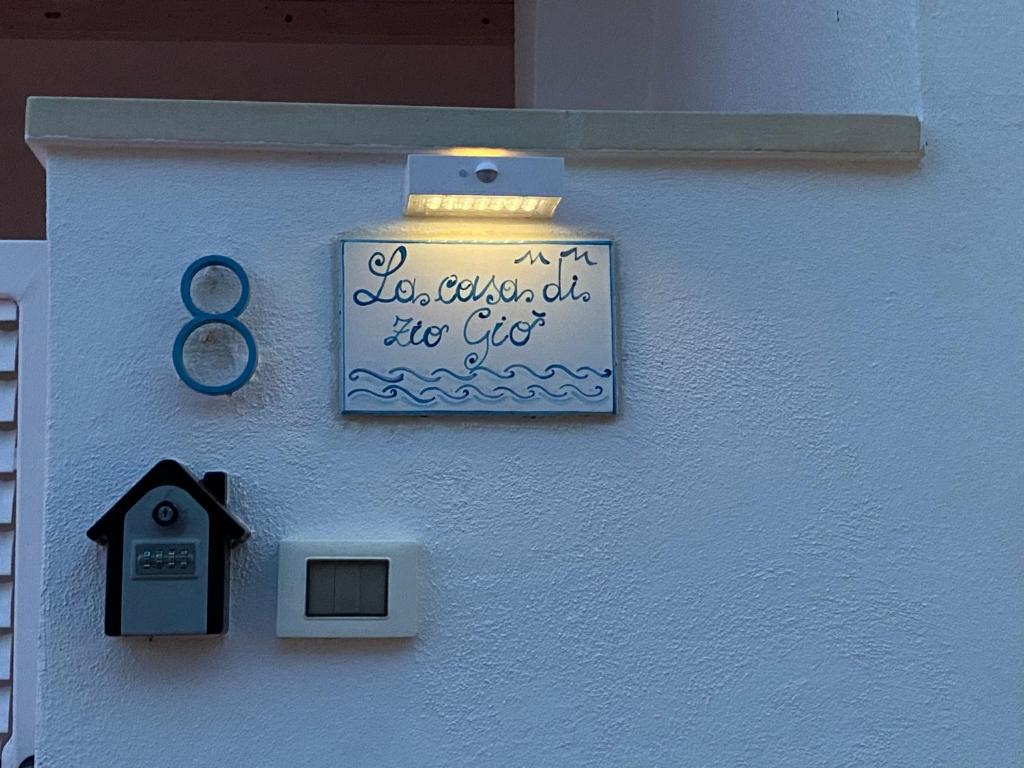 8
La casa di
zio Giò